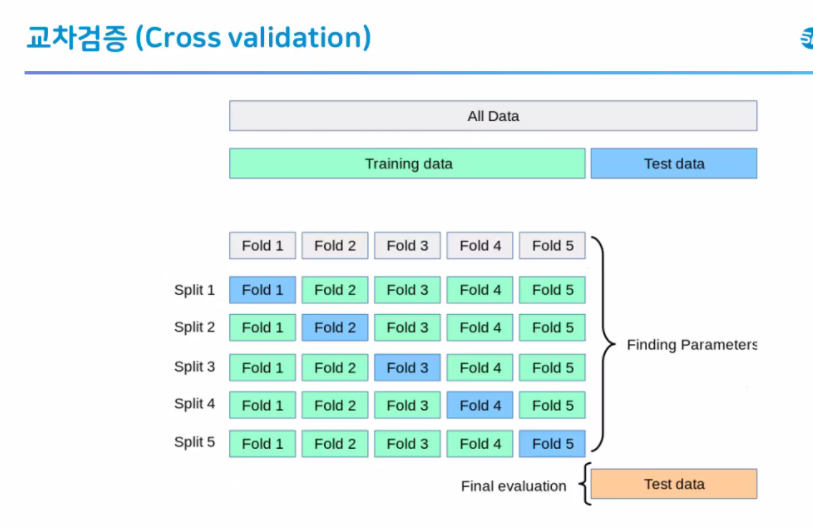 교차검증 (Cross validation)
All Data
Training data Test data
Fold 1 Fold 2 Fold 3 Fold 4 Fold 5
Split 1 Fold 1 Fold 2 Fold 3 Fold 4 Fold 5
Split 2 Fold 1 Fold 2 Fold 3 Fold 4 Fold 5
Finding Parameters
Split 3 Fold 1 Fold 2 Fold 3 Fold 4 Fold 5
Split 4 Fold 1 Fold 2 Fold 3 Fold 4 Fold 5
Split 5 Fold 1 Fold 2 Fold 3 Fold 4 Fold 5
Final evaluation Test data